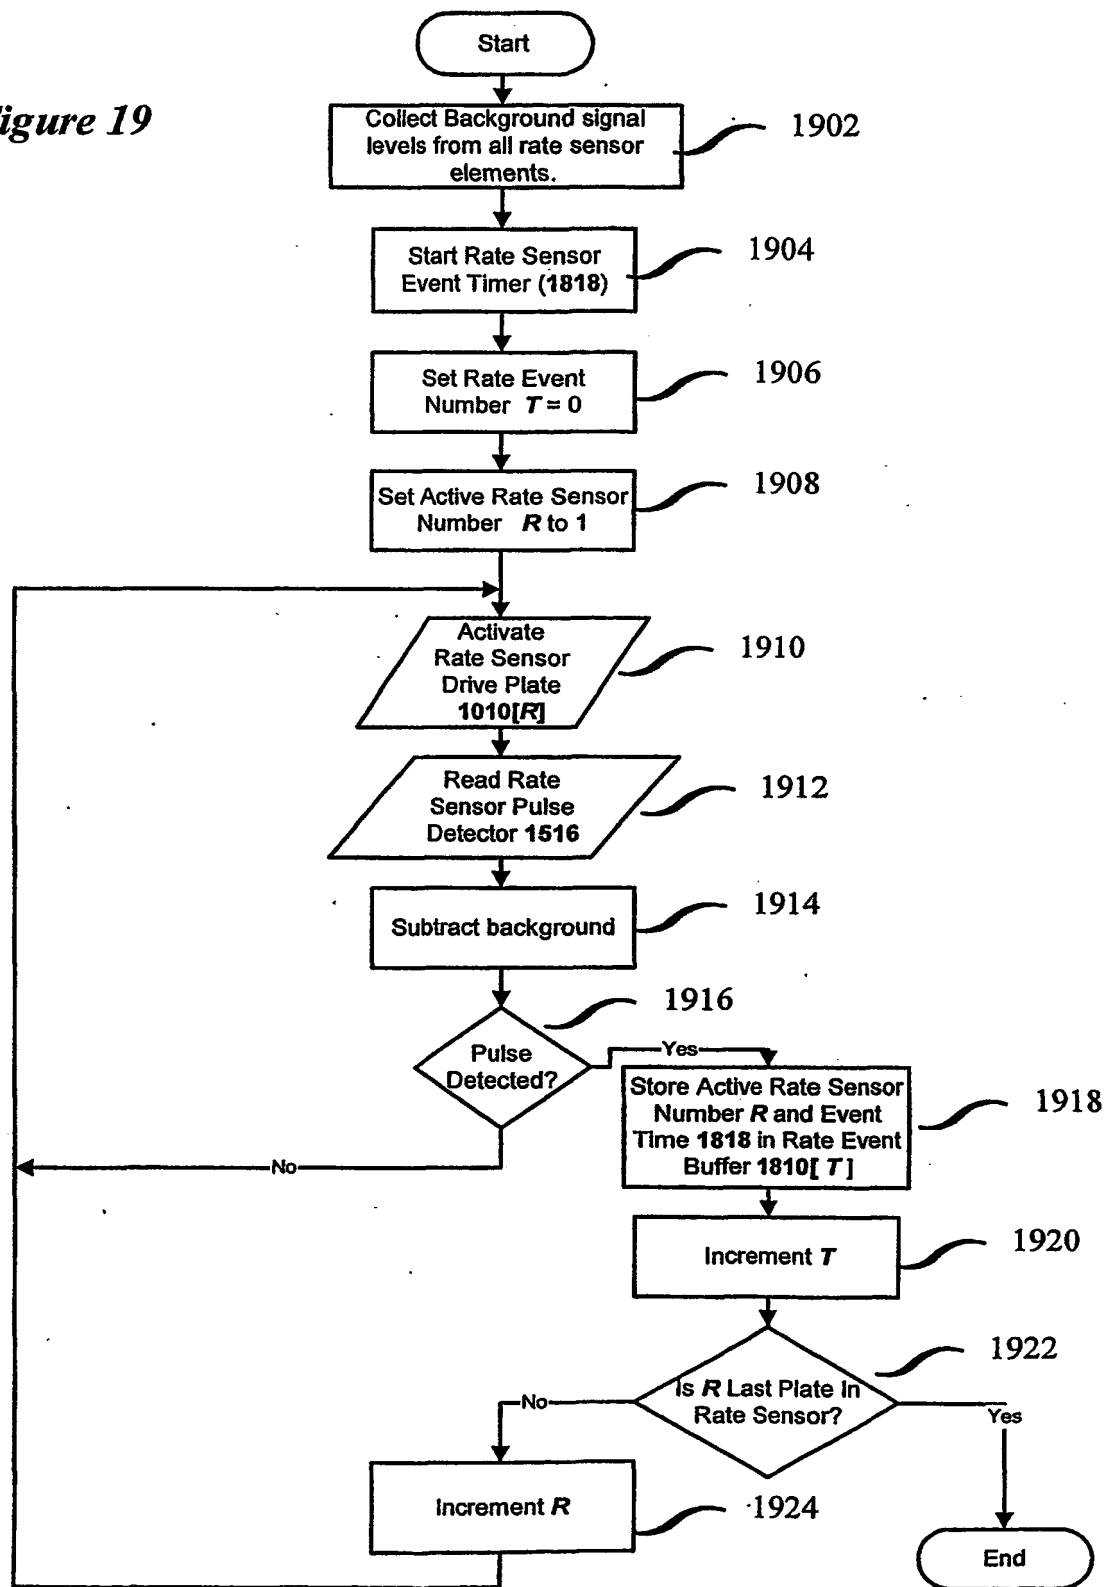 Start
igure 19
Collect Background signal
levels from all rate sensor
elements.
1902
Start Rate Sensor
Event Timer (1818)
1904
Set Rate Event
Number T = 0
1906
Set Active Rate Sensor
Number R to 1
1908
Activate
Rate Sensor
Drive Plate
1010[R]
1910
Read Rate
Sensor Pulse
Detector 1516
1912
Subtract background
1914
Pulse
Detected?
1916
Yes
No
Store Active Rate Sensor
Number R and Event
Time 1818 in Rate Event
Buffer 1810[ T ]
1918
Increment T
1920
Is R Last Plate in
Rate Sensor?
1922
No
Yes
Increment R
1924
End